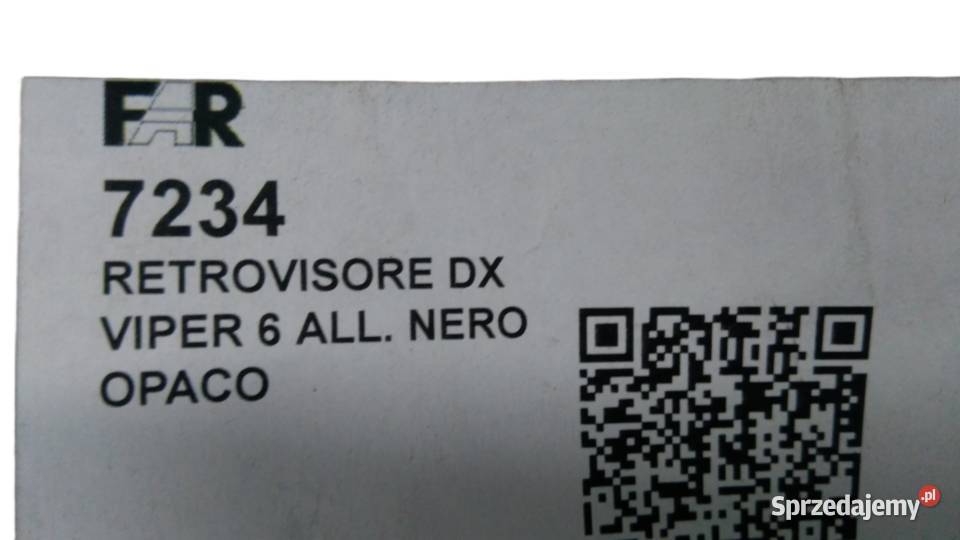 FAR
7234
RETROVISORE DX
VIPER 6 ALL. NERO
OPACO
Sprzedajemy.pl